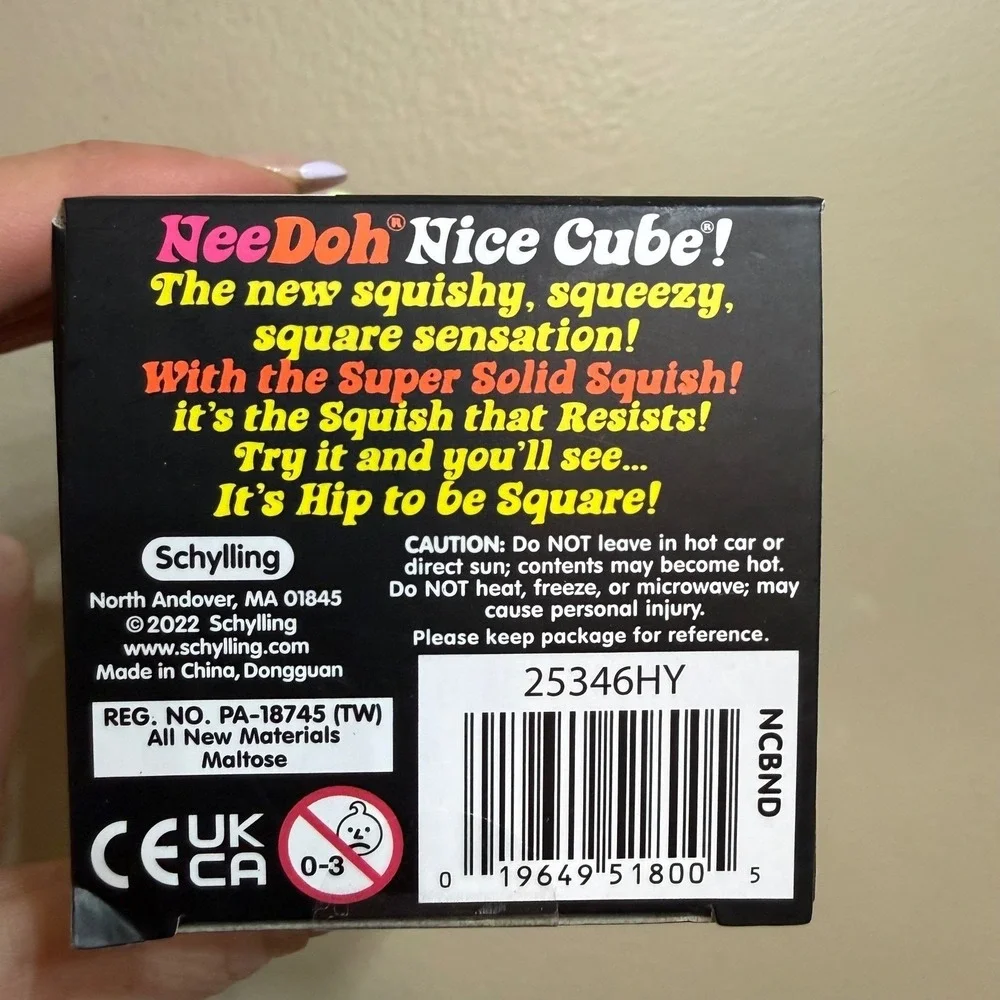 NeeDoh® Nice Cube®!
The new squishy, squeezy,
square sensation!
With the Super Solid Squish!
it's the Squish that Resists!
Try it and you'll see...
It's Hip to be Square!
Schylling
North Andover, MA 01845
© 2022 Schylling
www.schylling.com
Made in China, Dongguan
REG. NO. PA-18745 (TW)
All New Materials
Maltose
CE UK
CA
0-3
CAUTION: Do NOT leave in hot car or
direct sun; contents may become hot.
Do NOT heat, freeze, or microwave; may
cause personal injury.
Please keep package for reference.
25346HY
NCBND
0 19649 51800 5